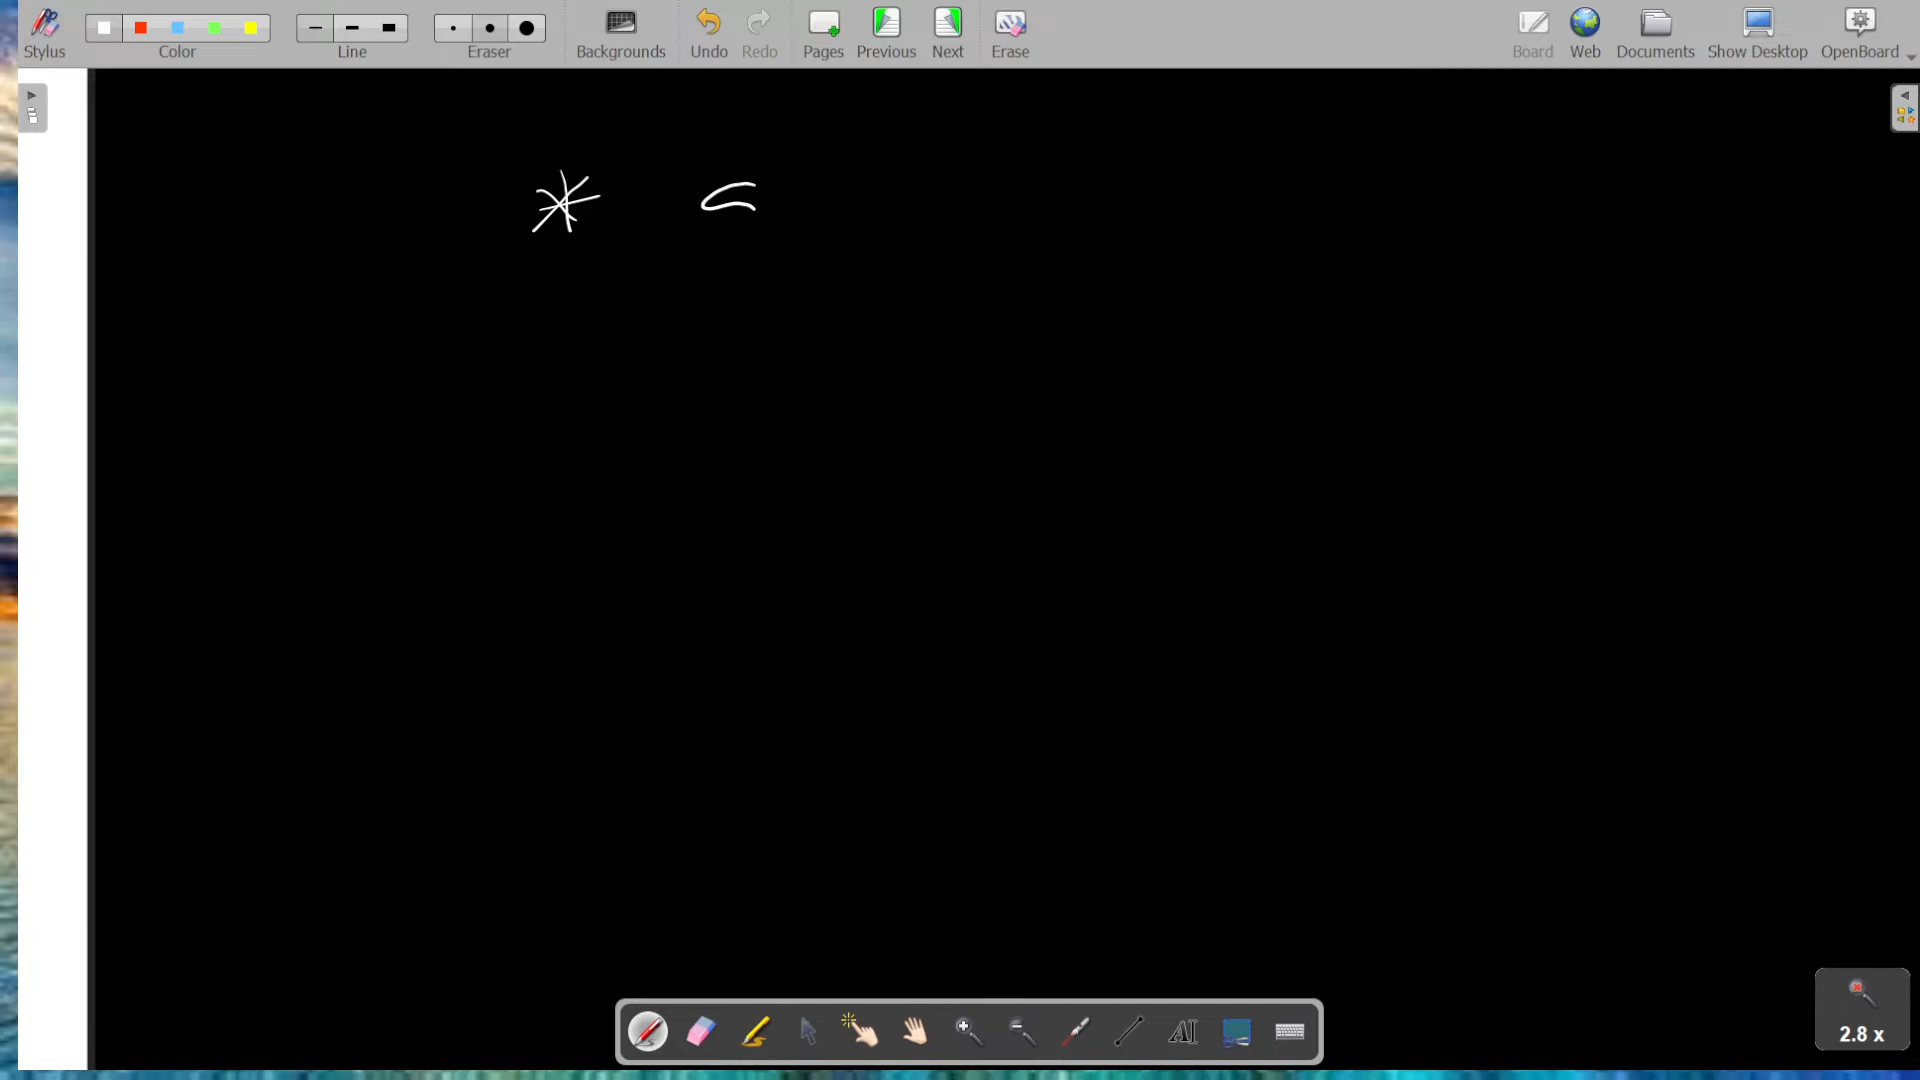 Stylus Color Line Eraser Backgrounds Undo Redo Pages Previous Next Erase Board Web Documents Show Desktop OpenBoard
* =
AI
2.8 x